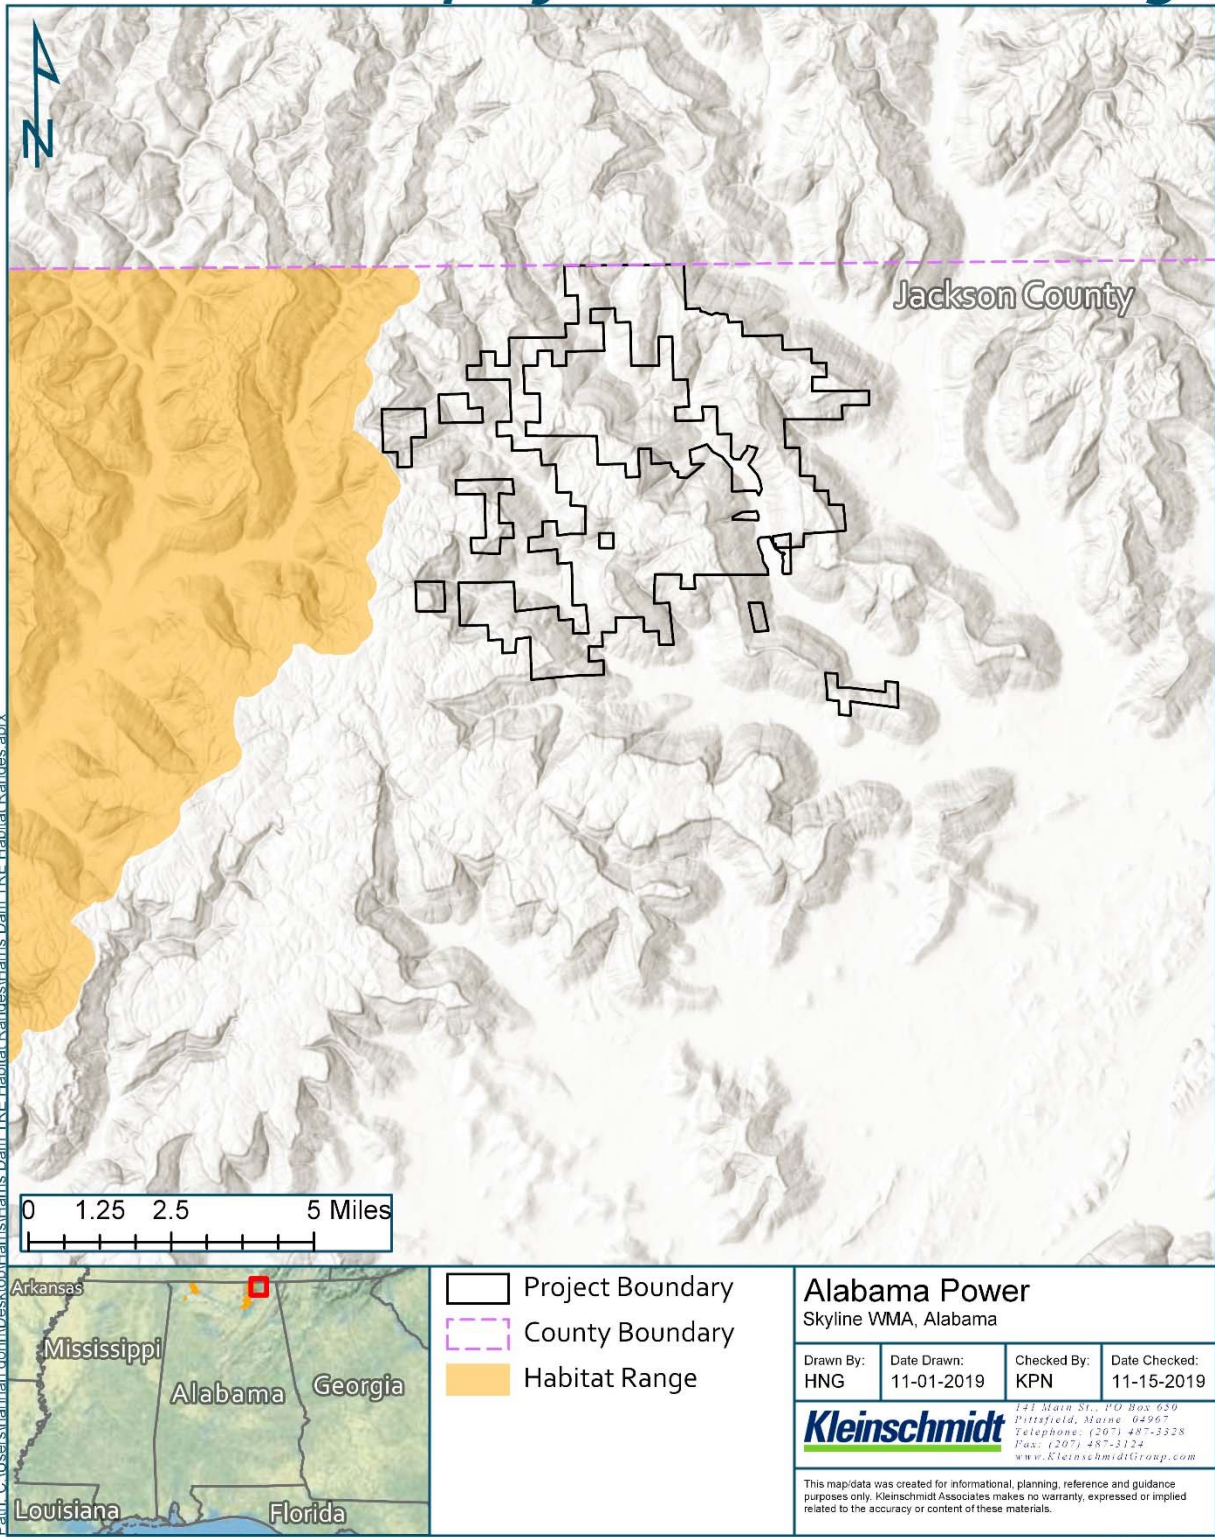 N
Jackson County
0 1.25 2.5 5 Miles
Arkansas
Mississippi
Alabama
Georgia
Louisiana
Florida
Project Boundary
County Boundary
Habitat Range
Alabama Power
Skyline WMA, Alabama
Drawn By:
HNG
Date Drawn:
11-01-2019
Checked By:
KPN
Date Checked:
11-15-2019
Kleinschmidt
141 Main St., PO Box 650
Pittsfield, Maine 04967
Telephone: (207) 487-3328
Fax: (207) 487-3124
www.KleinschmidtGroup.com
This map/data was created for informational, planning, reference and guidance
purposes only. Kleinschmidt Associates makes no warranty, expressed or implied
related to the accuracy or content of these materials.